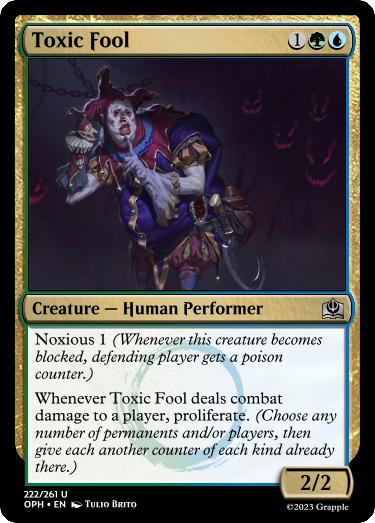 Toxic Fool 1
Creature — Human Performer
Noxious 1 (Whenever this creature becomes
blocked, defending player gets a poison
counter.)
Whenever Toxic Fool deals combat
damage to a player, proliferate. (Choose any
number of permanents and/or players, then
give each another counter of each kind already
there.)
2/2
222/261 U
OPH • EN Tulio Brito
©2023 Grapple